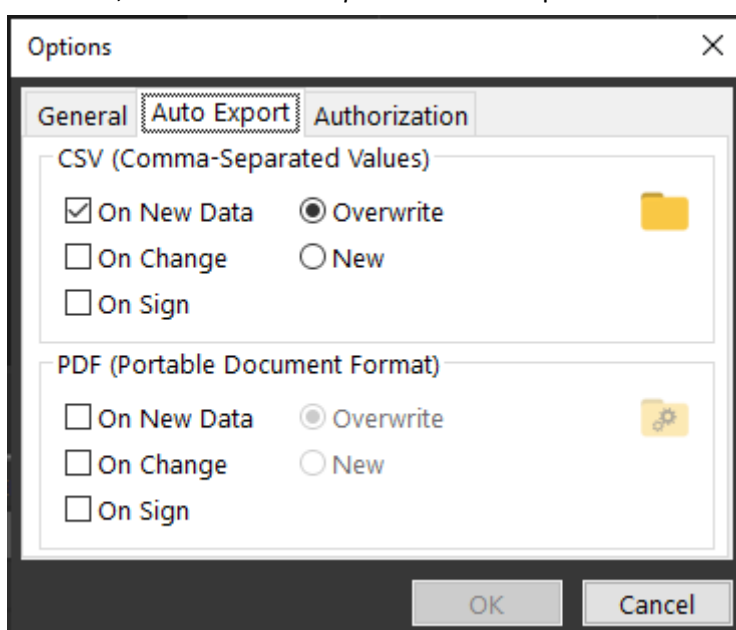 Options
General Auto Export Authorization
CSV (Comma-Separated Values)
On New Data Overwrite
On Change New
On Sign
PDF (Portable Document Format)
On New Data Overwrite
On Change New
On Sign
OK Cancel